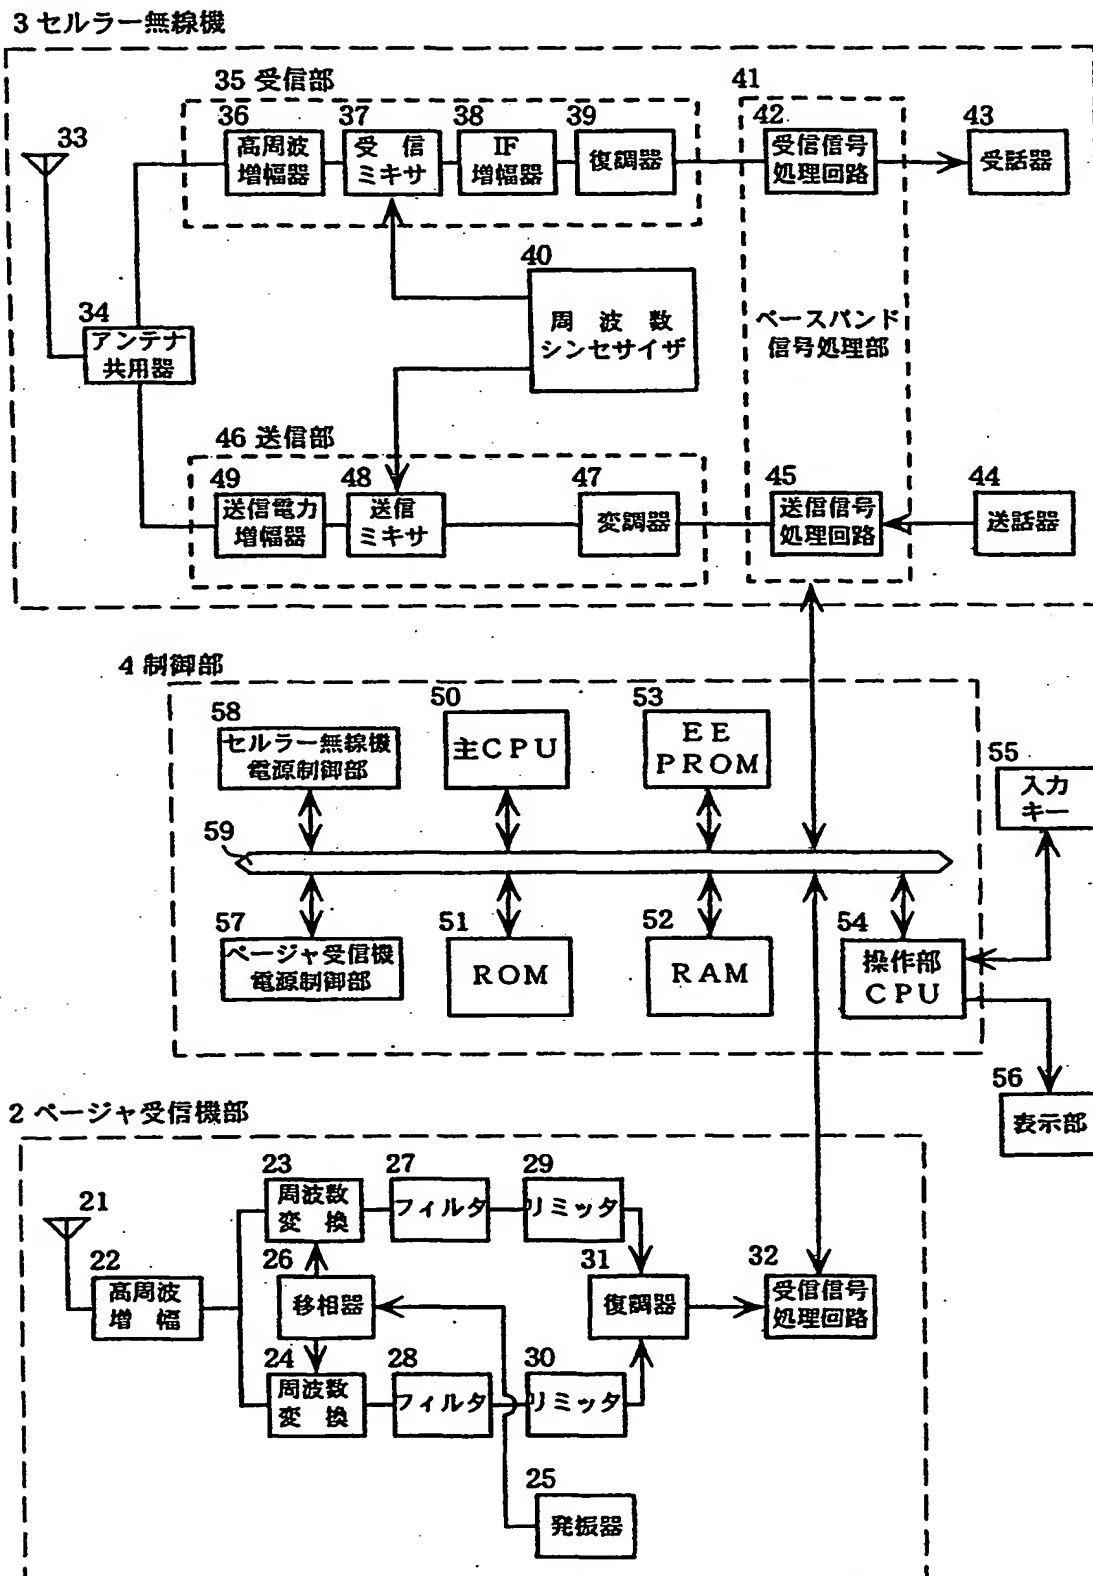 3 セルラー無線機
35 受信部
41
33
36
37
38
39
42
43
高周波
増幅器
受 信
ミキサ
IF
増幅器
復調器
受信信号
処理回路
受話器
40
34
アンテナ
共用器
周 波 数
シンセサイザ
ベースバンド
信号処理部
46 送信部
49
48
47
45
44
送信電力
増幅器
送信
ミキサ
変調器
送信信号
処理回路
送話器
4 制御部
58
50
53
55
セルラー無線機
電源制御部
主CPU
EE
PROM
入力
キー
59
57
51
52
54
ページャ受信機
電源制御部
ROM
RAM
操作部
CPU
56
表示部
2 ページャ受信機部
21
23
27
29
周波数
変 換
フィルタ
リミッタ
22
26
31
32
高周波
増 幅
移相器
復調器
受信信号
処理回路
24
28
30
周波数
変 換
フィルタ
リミッタ
25
発振器